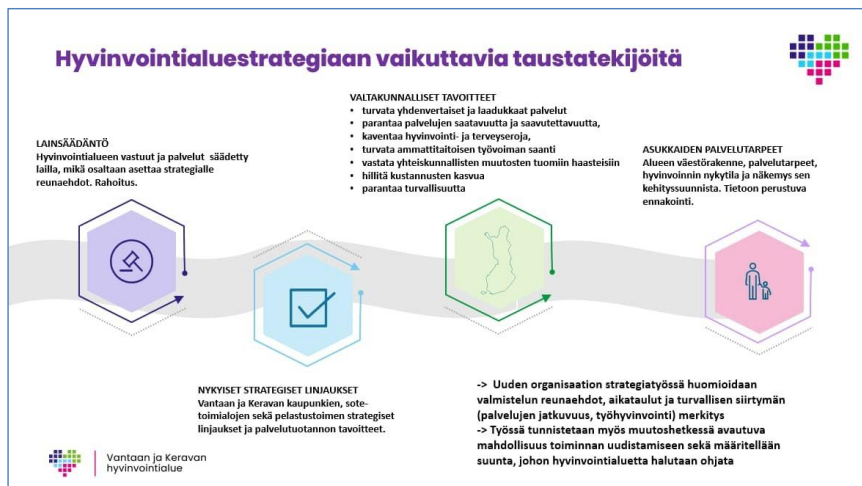 Hyvinvointialuestrategiaan vaikuttavia taustatekijöitä
LAINSÄÄDÄNTÖ
Hyvinvointialueen vastuut ja palvelut säädetty
lailla, mikä osaltaan asettaa strategialle
reunaehdot. Rahoitus.
VALTAKUNNALLISET TAVOITTEET
• turvata yhdenvertaiset ja laadukkaat palvelut
• parantaa palvelujen saatavuutta ja saavutettavuutta,
• kaventaa hyvinvointi- ja terveyseroja,
• turvata ammattitaitoisen työvoiman saanti
• vastata yhteiskunnallisten muutosten tuomiin haasteisiin
• hillitä kustannusten kasvua
• parantaa turvallisuutta
ASUKKAIDEN PALVELUTARPEET
Alueen väestörakenne, palvelutarpeet,
hyvinvoinnin nykytila ja näkemys sen
kehityssuunnista. Tietoon perustuva
ennakointi.
NYKYISET STRATEGISET LINJAUKSET
Vantaan ja Keravan kaupunkien, sote-
toimialojen sekä pelastustoimen strategiset
linjaukset ja palvelutuotannon tavoitteet.
-> Uuden organisaation strategiatyössä huomioidaan
valmistelun reunaehdot, aikataulut ja turvallisen siirtymän
(palvelujen jatkuvuus, työhyvinvointi) merkitys
-> Työssä tunnistetaan myös muutoshetkessä avautuva
mahdollisuus toiminnan uudistamiseen sekä määritellään
suunta, johon hyvinvointialuetta halutaan ohjata
Vantaan ja Keravan
hyvinvointialue